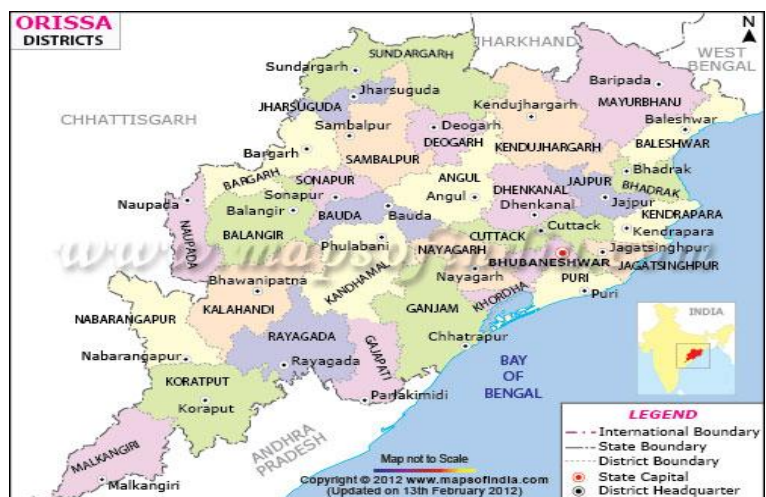 ORISSA
DISTRICTS
N
JHARKHAND
WEST
BENGAL
CHHATTISGARH
ANDHRA
PRADESH
SUNDARGARH
Sundargarh
Jharsuguda
JHARSUGUDA
Sambalpur
SAMBALPUR
Deogarh
DEOGARH
Kendujhargarh
KENDUJHARGARH
Baripada
MAYURBHANJ
Baleshwar
BALESHWAR
Bargarh
BARGARH
SONAPUR
Sonapur
ANGUL
Angul
DHENKANAL
Dhenkanal
JAJPUR
Jajpur
Bhadrak
BHADRAK
Naupada
NAUPADA
Balangir
BALANGIR
BAUDA
Bauda
KENDRAPARA
Kendrapara
CUTTACK
Cuttack
Phulabani
KANDHAMAL
NAYAGARH
Nayagarh
BHUBANESHWAR
Jagatsinghpur
JAGATSINGHPUR
www.mapsofindia.com
Bhawanipatna
KALAHANDI
KHORDHA
PURI
Puri
GANJAM
Chhatrapur
NABARANGAPUR
Nabarangapur
RAYAGADA
Rayagada
GAJAPATI
Parlakimidi
KORATPUT
Koraput
MALKANGIRI
Malkangiri
BAY
OF
BENGAL
INDIA
Map not to Scale
Copyright © 2012 www.mapsofindia.com
(Updated on 13th February 2012)
LEGEND
International Boundary
State Boundary
District Boundary
State Capital
District Headquarter